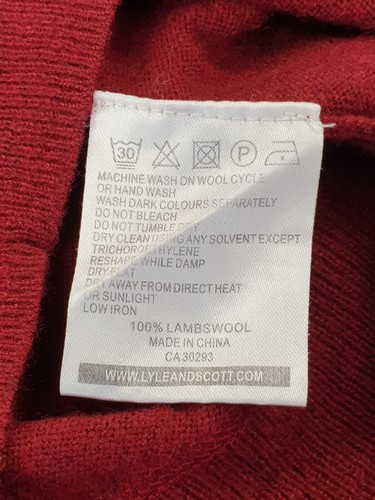 30
P
MACHINE WASH ON WOOL CYCLE
OR HAND WASH
WASH DARK COLOURS SEPARATELY
DO NOT BLEACH
DO NOT TUMBLE DRY
DRY CLEAN USING ANY SOLVENT EXCEPT
TRICHOROETHYLENE
RESHAPE WHILE DAMP
DRY FLAT
DRY AWAY FROM DIRECT HEAT
OR SUNLIGHT
LOW IRON
100% LAMBSWOOL
MADE IN CHINA
CA 30293
WWW.LYLEANDSCOTT.COM